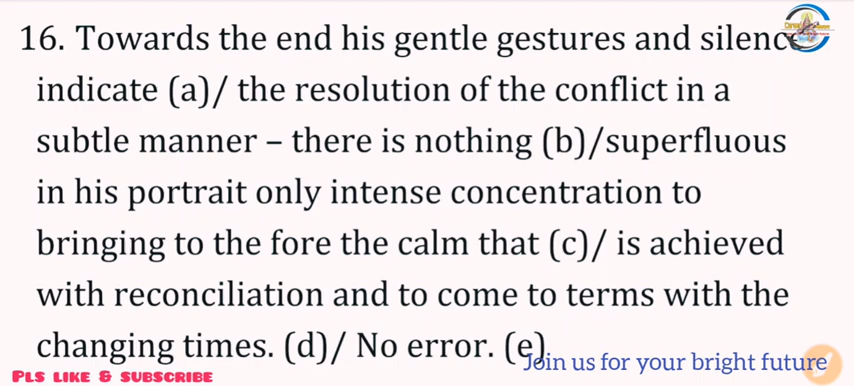 16. Towards the end his gentle gestures and silence
indicate (a)/ the resolution of the conflict in a
subtle manner – there is nothing (b)/superfluous
in his portrait only intense concentration to
bringing to the fore the calm that (c)/ is achieved
with reconciliation and to come to terms with the
changing times. (d)/ No error. (e)
Join us for your bright future
PLS LIKE & SUBSCRIBE